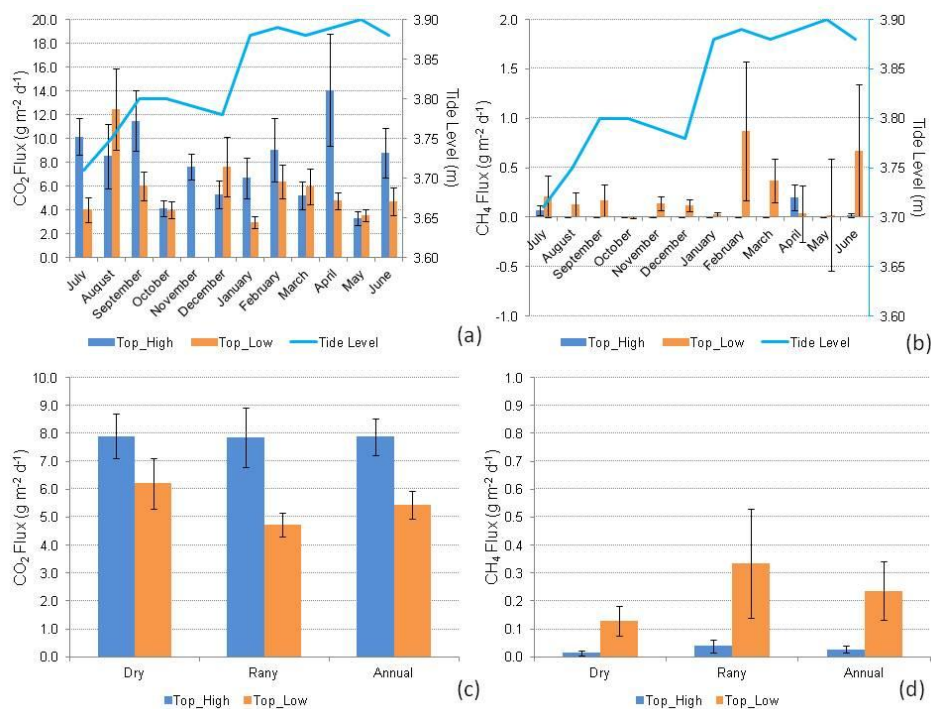 20.0
18.0
16.0
14.0
12.0
10.0
8.0
6.0
4.0
2.0
0.0
CO₂ Flux (g m⁻² d⁻¹)
3.90
3.85
3.80
3.75
3.70
3.65
3.60
Tide Level (m)
July
August
September
October
November
December
January
February
March
April
May
June
Top_High
Top_Low
Tide Level
(a)
2.0
1.5
1.0
0.5
0.0
-0.5
-1.0
CH₄ Flux (g m⁻² d⁻¹)
3.90
3.85
3.80
3.75
3.70
3.65
3.60
Tide Level (m)
July
August
September
October
November
December
January
February
March
April
May
June
Top_High
Top_Low
Tide Level
(b)
10.0
9.0
8.0
7.0
6.0
5.0
4.0
3.0
2.0
1.0
0.0
CO₂ Flux (g m⁻² d⁻¹)
Dry
Rany
Annual
Top_High
Top_Low
(c)
1.0
0.9
0.8
0.7
0.6
0.5
0.4
0.3
0.2
0.1
0.0
CH₄ Flux (g m⁻² d⁻¹)
Dry
Rany
Annual
Top_High
Top_Low
(d)